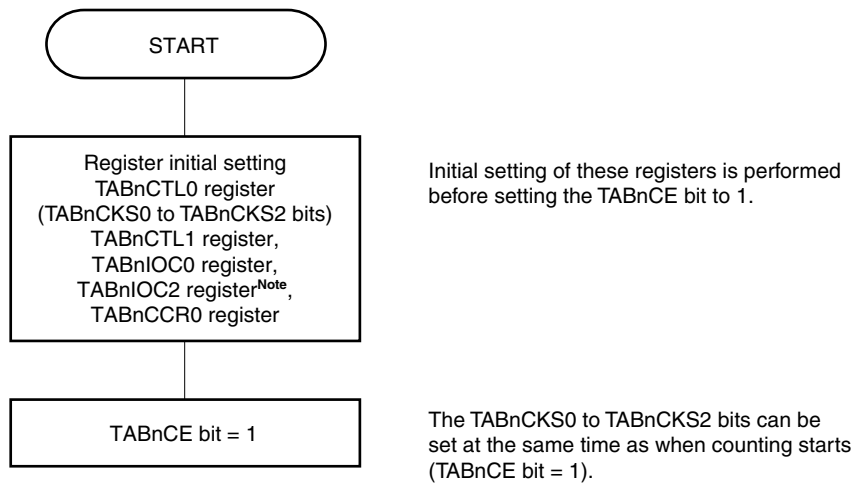 START
Register initial setting
TABnCTL0 register
(TABnCKS0 to TABnCKS2 bits)
TABnCTL1 register,
TABnIOC0 register,
TABnIOC2 registerNote,
TABnCCR0 register
Initial setting of these registers is performed
before setting the TABnCE bit to 1.
TABnCE bit = 1
The TABnCKS0 to TABnCKS2 bits can be
set at the same time as when counting starts
(TABnCE bit = 1).